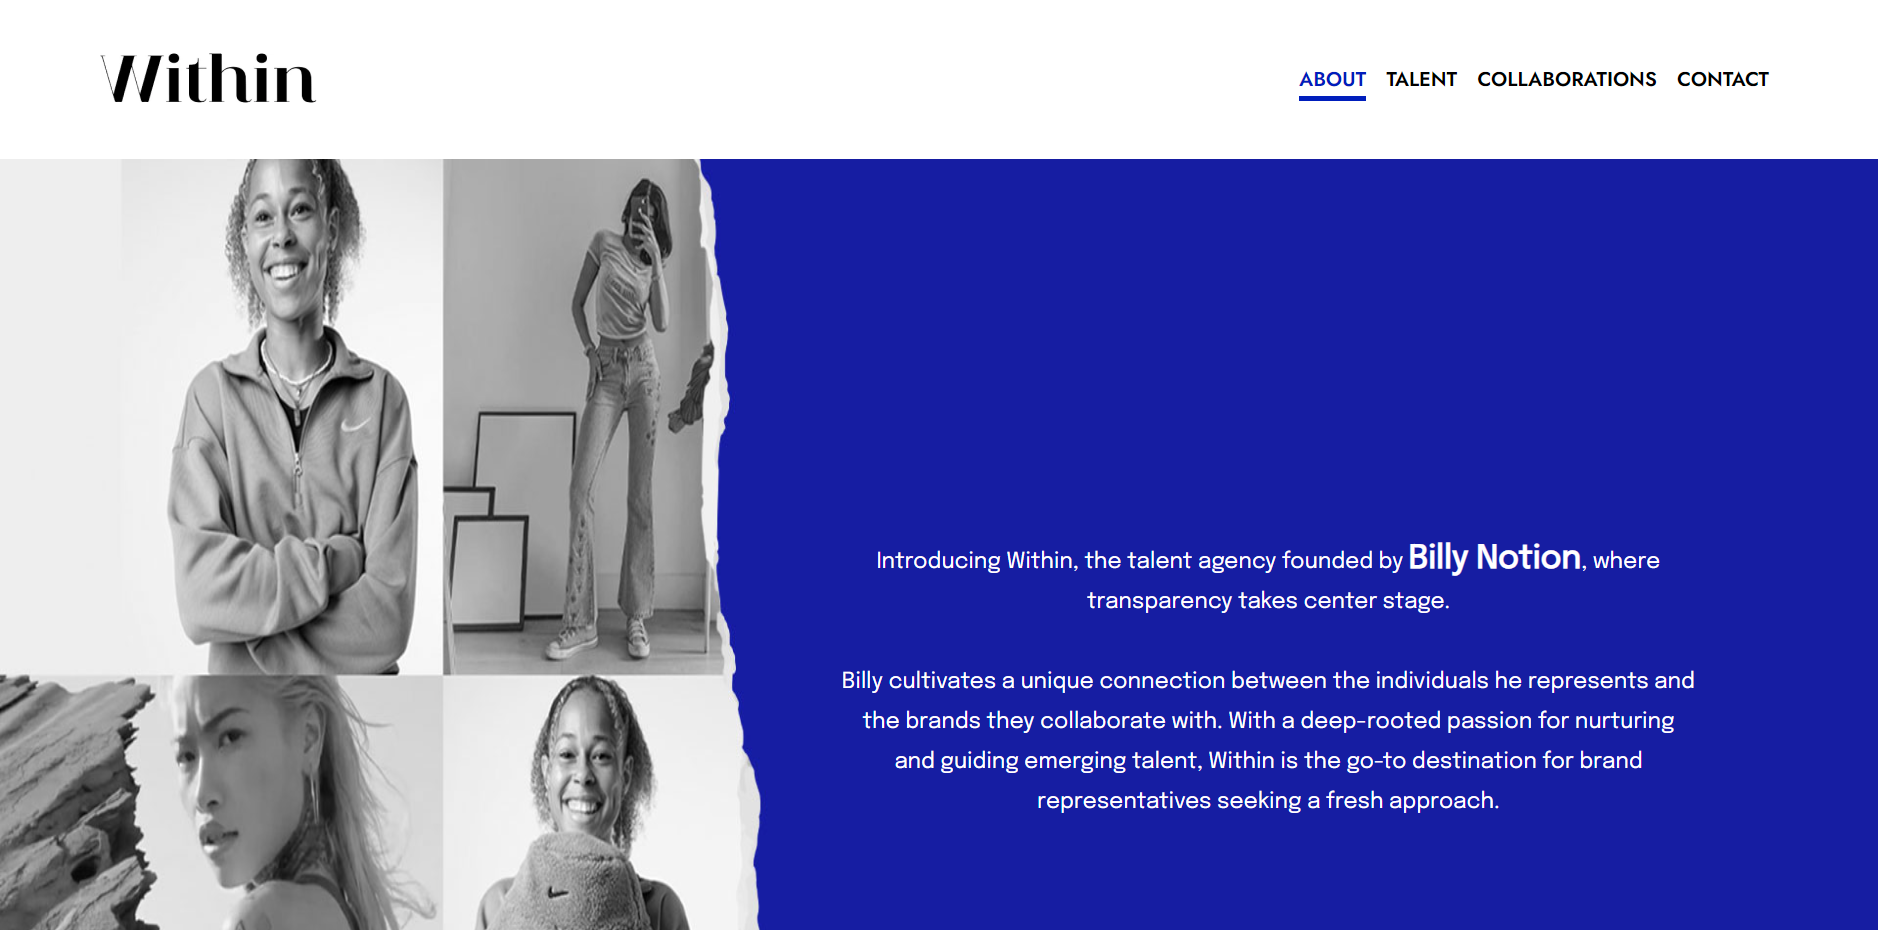 Within
ABOUT TALENT COLLABORATIONS CONTACT
Introducing Within, the talent agency founded by Billy Notion, where
transparency takes center stage.
Billy cultivates a unique connection between the individuals he represents and
the brands they collaborate with. With a deep-rooted passion for nurturing
and guiding emerging talent, Within is the go-to destination for brand
representatives seeking a fresh approach.